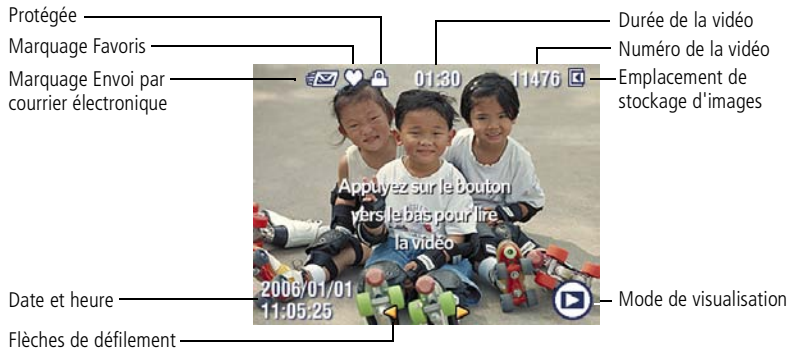 Protégée
Marquage Favoris
Marquage Envoi par
courrier électronique
Durée de la vidéo
Numéro de la vidéo
Emplacement de
stockage d'images
01:30
11476
Appuyez sur le bouton
vers le bas pour lire
la vidéo
2006/01/01
11:05:25
Date et heure
Flèches de défilement
Mode de visualisation